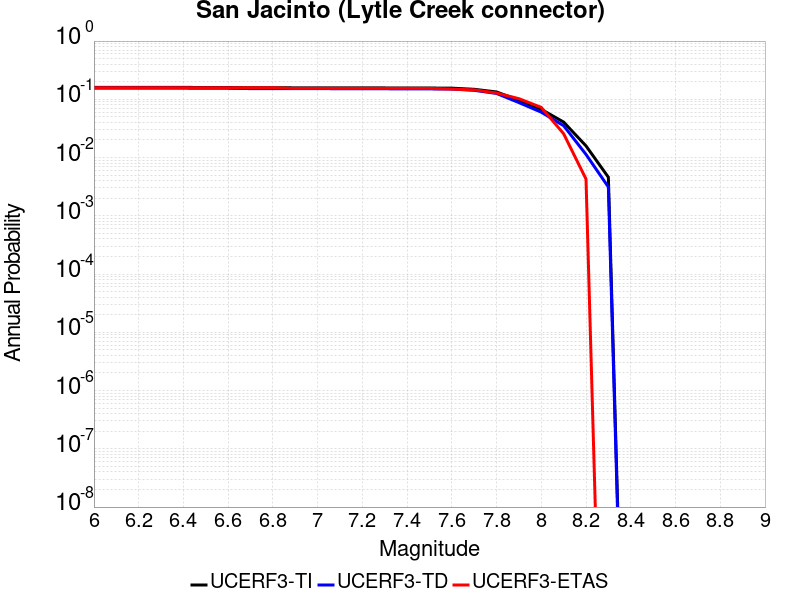 San Jacinto (Lytle Creek connector)
10^0
10^-1
10^-2
10^-3
10^-4
10^-5
10^-6
10^-7
10^-8
Annual Probability
6 6.2 6.4 6.6 6.8 7 7.2 7.4 7.6 7.8 8 8.2 8.4 8.6 8.8 9
Magnitude
UCERF3-TI UCERF3-TD UCERF3-ETAS